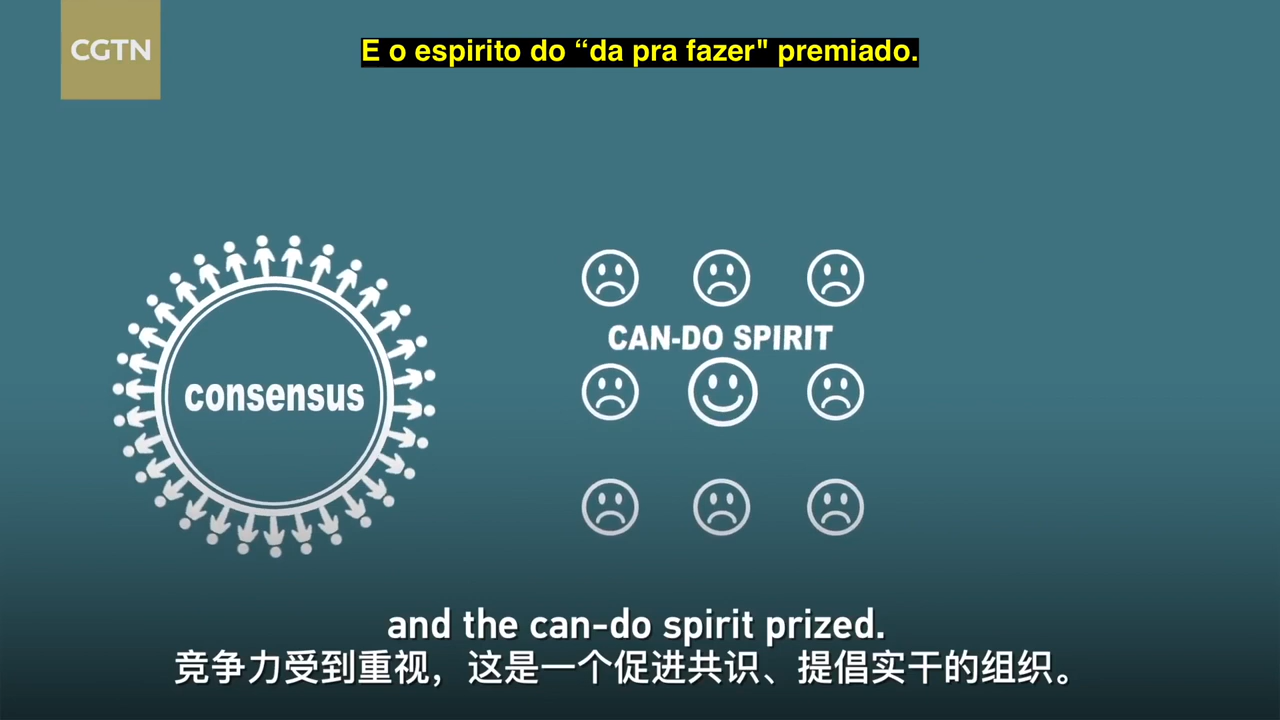 CGTN
E o espirito do “da pra fazer" premiado.
CAN-DO SPIRIT
consensus
and the can-do spirit prized.
竞争力受到重视，这是一个促进共识、提倡实干的组织。